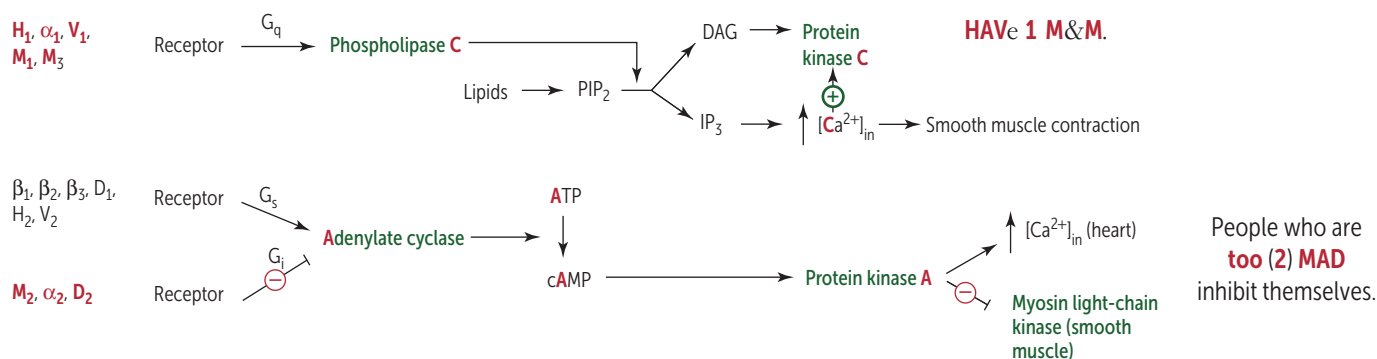 H₁, α₁, V₁,
M₁, M₃
Receptor
Gq
Phospholipase C
Lipids
PIP₂
DAG
Protein
kinase C
+
IP₃
[Ca²⁺]in
Smooth muscle contraction
HAVe 1 M&M.
β₁, β₂, β₃, D₁,
H₂, V₂
Receptor
Gs
Adenylate cyclase
ATP
cAMP
Protein kinase A
[Ca²⁺]in (heart)
−
Myosin light-chain
kinase (smooth
muscle)
M₂, α₂, D₂
Receptor
Gi
−
People who are
too (2) MAD
inhibit themselves.